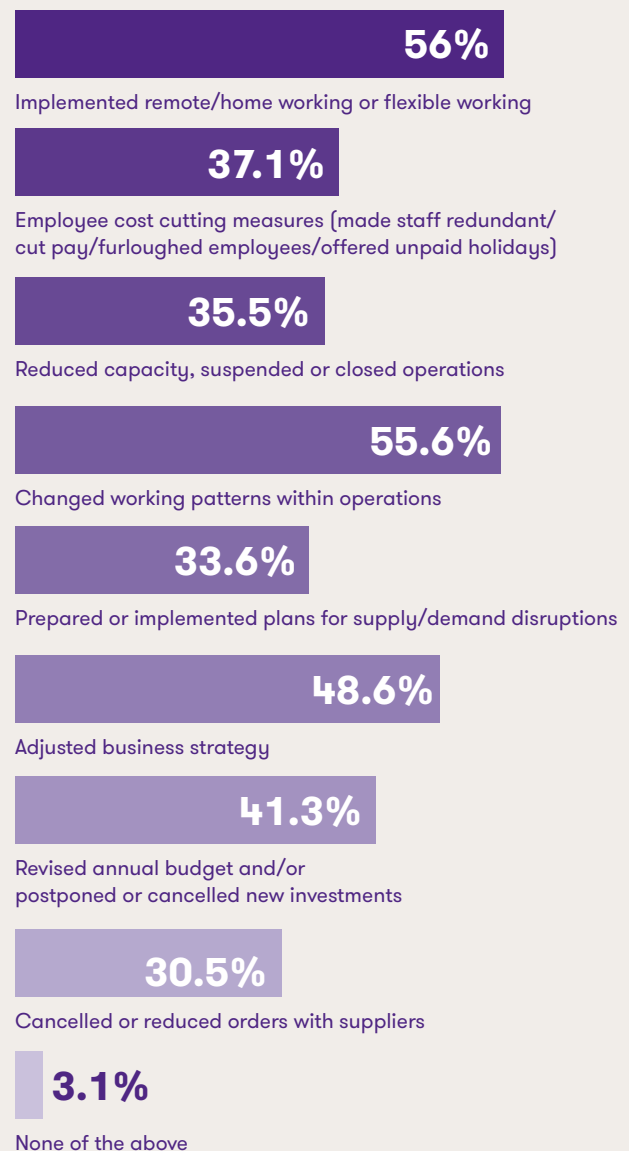 56%
Implemented remote/home working or flexible working
37.1%
Employee cost cutting measures (made staff redundant/
cut pay/furloughed employees/offered unpaid holidays)
35.5%
Reduced capacity, suspended or closed operations
55.6%
Changed working patterns within operations
33.6%
Prepared or implemented plans for supply/demand disruptions
48.6%
Adjusted business strategy
41.3%
Revised annual budget and/or
postponed or cancelled new investments
30.5%
Cancelled or reduced orders with suppliers
3.1%
None of the above